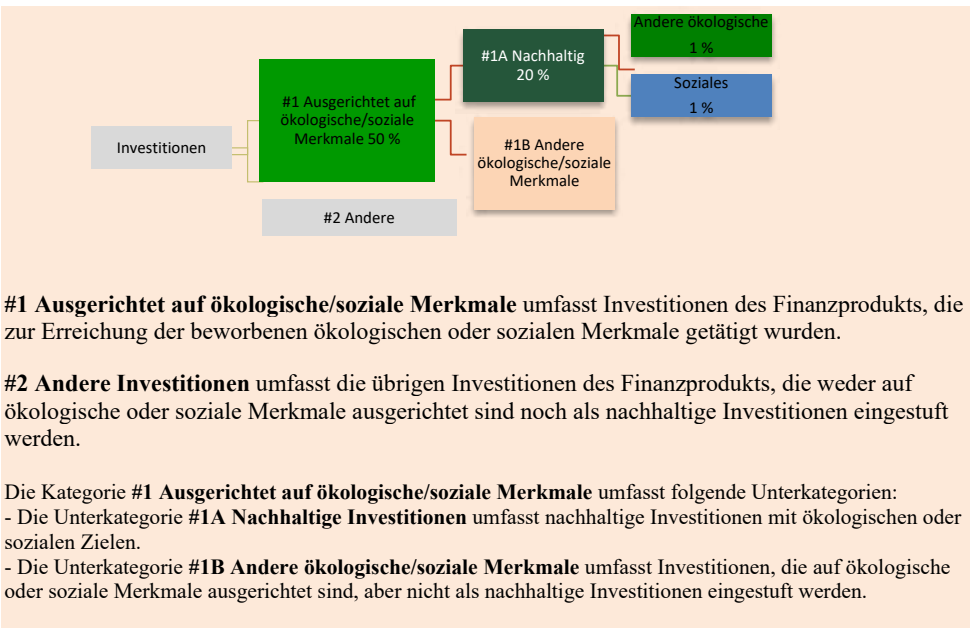 Investitionen
#1 Ausgerichtet auf
ökologische/soziale
Merkmale 50 %
#2 Andere
#1A Nachhaltig
20 %
#1B Andere
ökologische/soziale
Merkmale
Andere ökologische
1 %
Soziales
1 %
#1 Ausgerichtet auf ökologische/soziale Merkmale umfasst Investitionen des Finanzprodukts, die
zur Erreichung der beworbenen ökologischen oder sozialen Merkmale getätigt wurden.
#2 Andere Investitionen umfasst die übrigen Investitionen des Finanzprodukts, die weder auf
ökologische oder soziale Merkmale ausgerichtet sind noch als nachhaltige Investitionen eingestuft
werden.
Die Kategorie #1 Ausgerichtet auf ökologische/soziale Merkmale umfasst folgende Unterkategorien:
- Die Unterkategorie #1A Nachhaltige Investitionen umfasst nachhaltige Investitionen mit ökologischen oder
sozialen Zielen.
- Die Unterkategorie #1B Andere ökologische/soziale Merkmale umfasst Investitionen, die auf ökologische
oder soziale Merkmale ausgerichtet sind, aber nicht als nachhaltige Investitionen eingestuft werden.